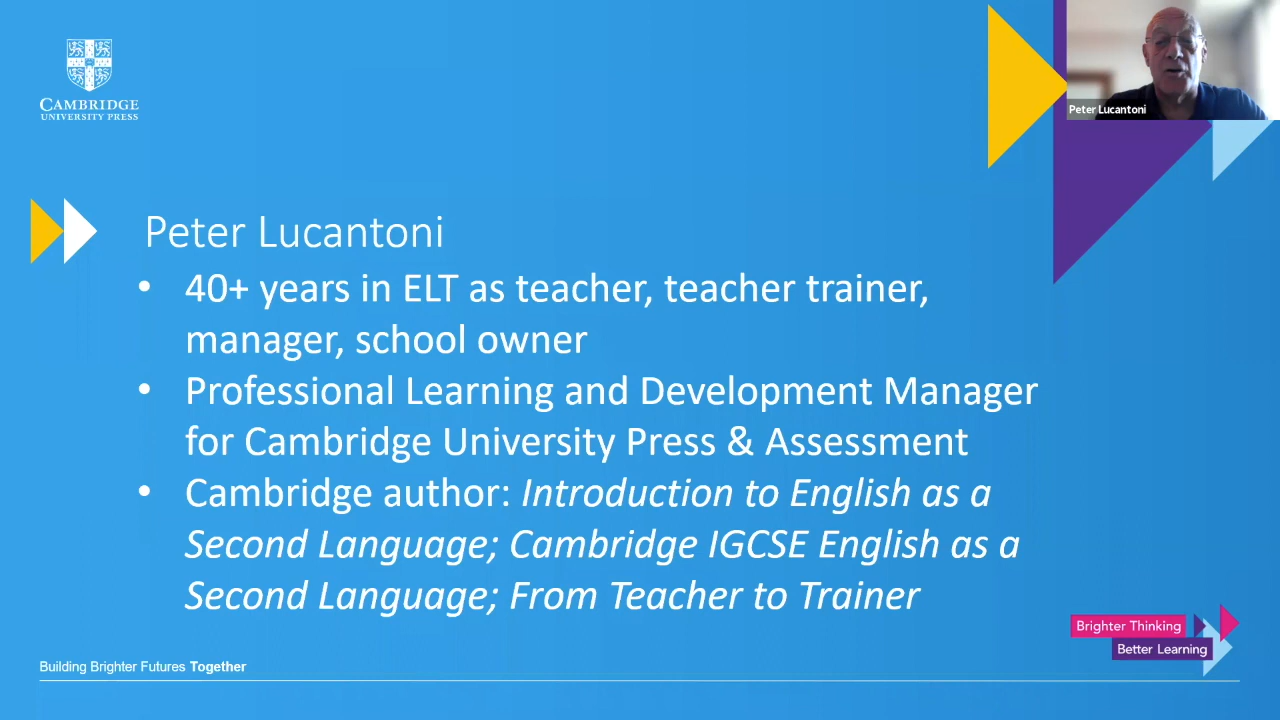 CAMBRIDGE
UNIVERSITY PRESS
Peter Lucantoni
Peter Lucantoni
• 40+ years in ELT as teacher, teacher trainer,
manager, school owner
• Professional Learning and Development Manager
for Cambridge University Press & Assessment
• Cambridge author: Introduction to English as a
Second Language; Cambridge IGCSE English as a
Second Language; From Teacher to Trainer
Brighter Thinking
Better Learning
Building Brighter Futures Together